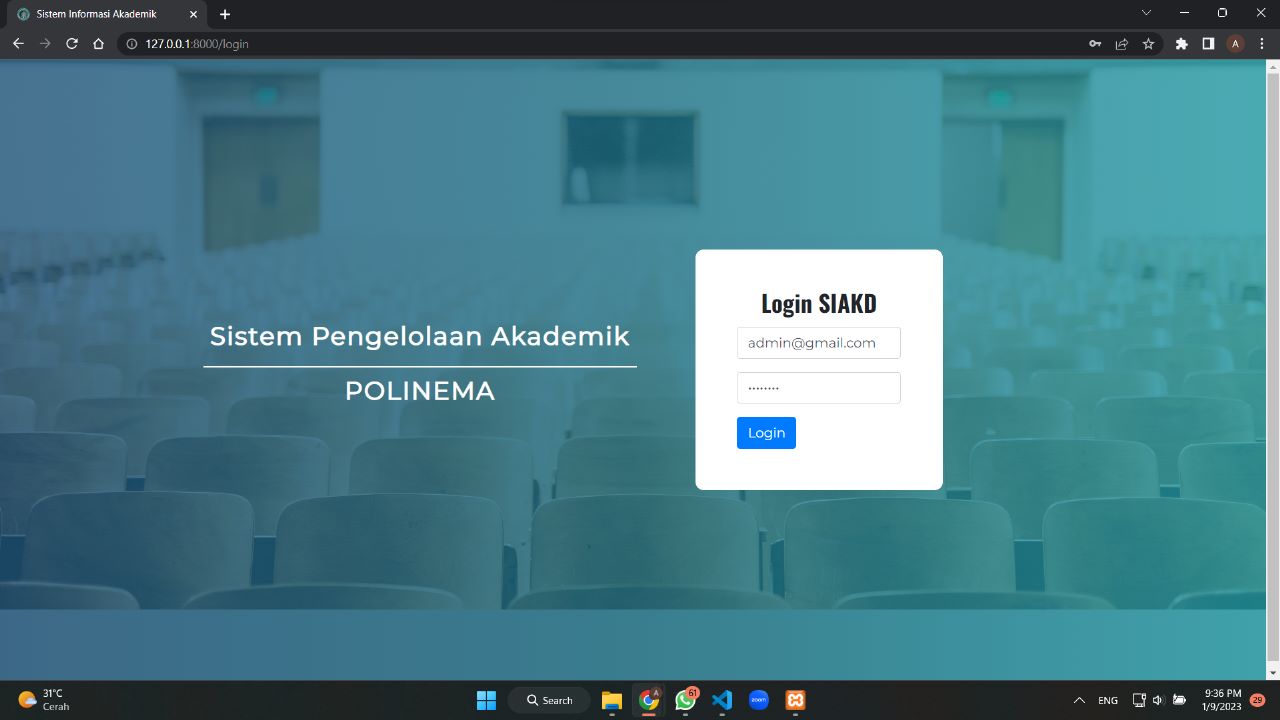 Sistem Informasi Akademik
127.0.0.1:8000/login
A
Sistem Pengelolaan Akademik
POLINEMA
Login SIAKD
admin@gmail.com
••••••••
Login
31°C
Cerah
Search
A
61
zoom
ENG
9:36 PM
1/9/2023
29